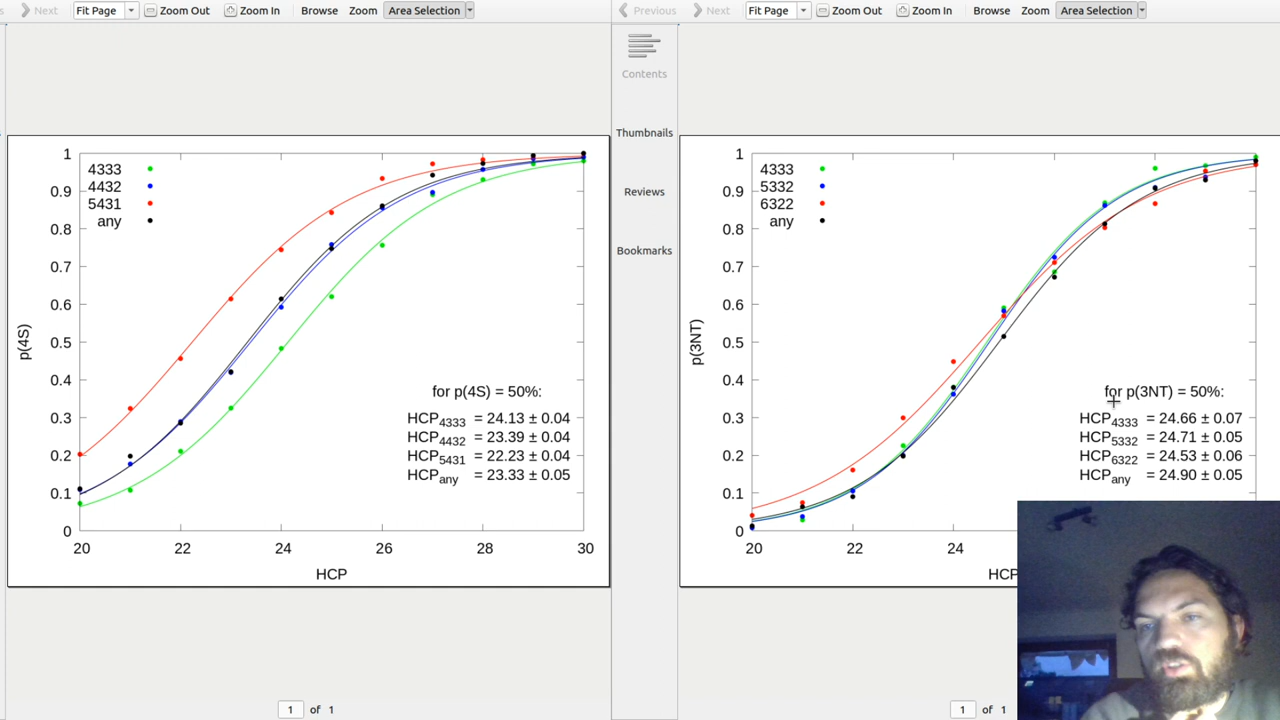 Next Fit Page Zoom Out Zoom In Browse Zoom Area Selection
Previous Next Fit Page Zoom Out Zoom In Browse Zoom Area Selection
Contents
Thumbnails
Reviews
Bookmarks
p(4S)
1
0.9
0.8
0.7
0.6
0.5
0.4
0.3
0.2
0.1
0
4333
4432
5431
any
for p(4S) = 50%:
HCP4333 = 24.13 ± 0.04
HCP4432 = 23.39 ± 0.04
HCP5431 = 22.23 ± 0.04
HCPany = 23.33 ± 0.05
20 22 24 26 28 30
HCP
1 of 1
p(3NT)
1
0.9
0.8
0.7
0.6
0.5
0.4
0.3
0.2
0.1
0
4333
5332
6322
any
for p(3NT) = 50%:
HCP4333 = 24.66 ± 0.07
HCP5332 = 24.71 ± 0.05
HCP6322 = 24.53 ± 0.06
HCPany = 24.90 ± 0.05
20 22 24
HCP
1 of 1